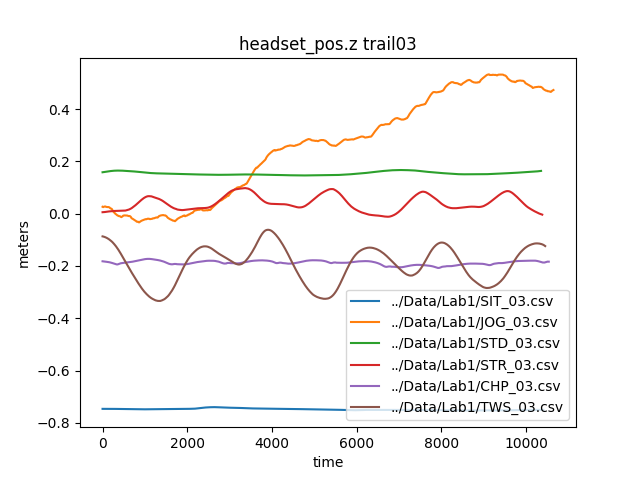 headset_pos.z trail03
meters
0.4
0.2
0.0
−0.2
−0.4
−0.6
−0.8
0
2000
4000
6000
8000
10000
time
../Data/Lab1/SIT_03.csv
../Data/Lab1/JOG_03.csv
../Data/Lab1/STD_03.csv
../Data/Lab1/STR_03.csv
../Data/Lab1/CHP_03.csv
../Data/Lab1/TWS_03.csv